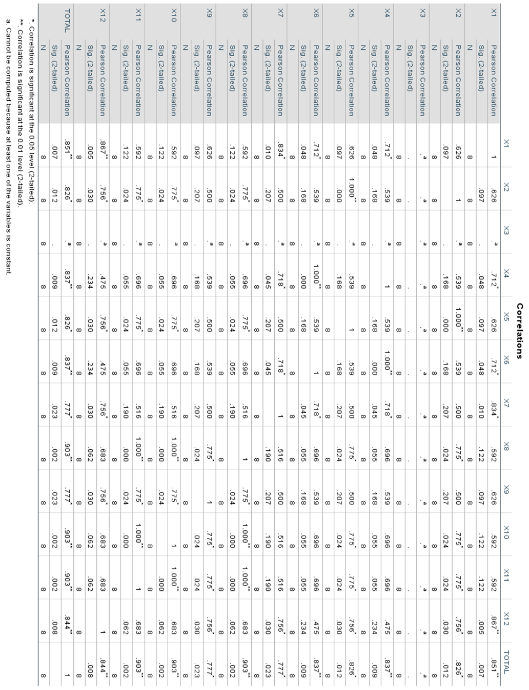 Correlations
X1 X2 X3 X4 X5 X6 X7 X8 X9 X10 X11 X12 TOTAL
X1 Pearson Correlation 1 .626 .a .712* .626 .712* .834* .592 .626 .592 .592 .867** .851**
Sig. (2-tailed) .097 . .048 .097 .048 .010 .122 .097 .122 .122 .005 .007
N 8 8 8 8 8 8 8 8 8 8 8 8 8
X2 Pearson Correlation .626 1 .a .539 1.000** .539 .500 .775* .500 .775* .775* .756* .826*
Sig. (2-tailed) .097 . .168 .000 .168 .207 .024 .207 .024 .024 .030 .012
N 8 8 8 8 8 8 8 8 8 8 8 8 8
X3 Pearson Correlation .a .a .a .a .a .a .a .a .a .a .a .a .a
Sig. (2-tailed) . . . . . . . . . . . .
N 8 8 8 8 8 8 8 8 8 8 8 8 8
X4 Pearson Correlation .712* .539 .a 1 .539 1.000** .718* .696 .539 .696 .696 .475 .837**
Sig. (2-tailed) .048 .168 . .168 .000 .045 .055 .168 .055 .055 .234 .009
N 8 8 8 8 8 8 8 8 8 8 8 8 8
X5 Pearson Correlation .626 1.000** .a .539 1 .539 .500 .775* .500 .775* .775* .756* .826*
Sig. (2-tailed) .097 .000 . .168 .168 .207 .024 .207 .024 .024 .030 .012
N 8 8 8 8 8 8 8 8 8 8 8 8 8
X6 Pearson Correlation .712* .539 .a 1.000** .539 1 .718* .696 .539 .696 .696 .475 .837**
Sig. (2-tailed) .048 .168 . .000 .168 .045 .055 .168 .055 .055 .234 .009
N 8 8 8 8 8 8 8 8 8 8 8 8 8
X7 Pearson Correlation .834* .500 .a .718* .500 .718* 1 .516 .500 .516 .516 .756* .777*
Sig. (2-tailed) .010 .207 . .045 .207 .045 .190 .207 .190 .190 .030 .023
N 8 8 8 8 8 8 8 8 8 8 8 8 8
X8 Pearson Correlation .592 .775* .a .696 .775* .696 .516 1 .775* 1.000** 1.000** .683 .903**
Sig. (2-tailed) .122 .024 . .055 .024 .055 .190 .024 .000 .000 .062 .002
N 8 8 8 8 8 8 8 8 8 8 8 8 8
X9 Pearson Correlation .626 .500 .a .539 .500 .539 .500 .775* 1 .775* .775* .756* .777*
Sig. (2-tailed) .097 .207 . .168 .207 .168 .207 .024 .024 .024 .030 .023
N 8 8 8 8 8 8 8 8 8 8 8 8 8
X10 Pearson Correlation .592 .775* .a .696 .775* .696 .516 1.000** .775* 1 1.000** .683 .903**
Sig. (2-tailed) .122 .024 . .055 .024 .055 .190 .000 .024 .000 .062 .002
N 8 8 8 8 8 8 8 8 8 8 8 8 8
X11 Pearson Correlation .592 .775* .a .696 .775* .696 .516 1.000** .775* 1.000** 1 .683 .903**
Sig. (2-tailed) .122 .024 . .055 .024 .055 .190 .000 .024 .000 .062 .002
N 8 8 8 8 8 8 8 8 8 8 8 8 8
X12 Pearson Correlation .867** .756* .a .475 .756* .475 .756* .683 .756* .683 .683 1 .844**
Sig. (2-tailed) .005 .030 . .234 .030 .234 .030 .062 .030 .062 .062 .008
N 8 8 8 8 8 8 8 8 8 8 8 8 8
TOTAL Pearson Correlation .851** .826* .a .837** .826* .837** .777* .903** .777* .903** .903** .844** 1
Sig. (2-tailed) .007 .012 . .009 .012 .009 .023 .002 .023 .002 .002 .008
N 8 8 8 8 8 8 8 8 8 8 8 8 8
*. Correlation is significant at the 0.05 level (2-tailed).
**. Correlation is significant at the 0.01 level (2-tailed).
a. Cannot be computed because at least one of the variables is constant.